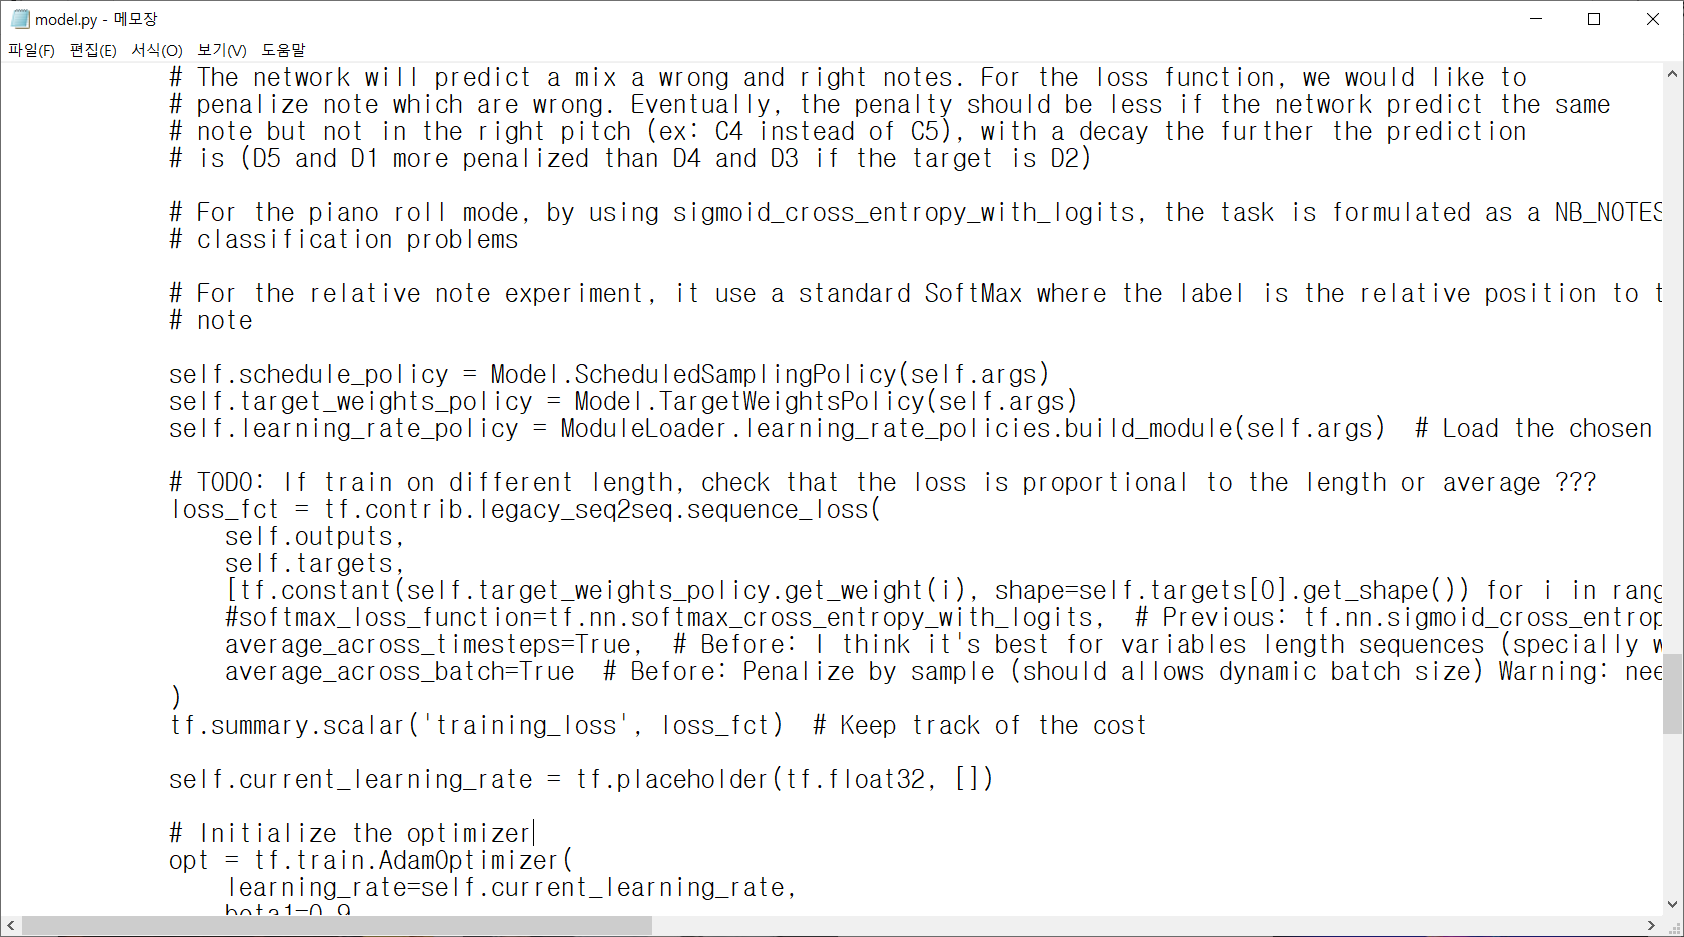 model.py - 메모장
파일(F) 편집(E) 서식(O) 보기(V) 도움말
# The network will predict a mix a wrong and right notes. For the loss function, we would like to
# penalize note which are wrong. Eventually, the penalty should be less if the network predict the same
# note but not in the right pitch (ex: C4 instead of C5), with a decay the further the prediction
# is (D5 and D1 more penalized than D4 and D3 if the target is D2)
# For the piano roll mode, by using sigmoid_cross_entropy_with_logits, the task is formulated as a NB_NOTES
# classification problems
# For the relative note experiment, it use a standard SoftMax where the label is the relative position to t
# note
self.schedule_policy = Model.ScheduledSamplingPolicy(self.args)
self.target_weights_policy = Model.TargetWeightsPolicy(self.args)
self.learning_rate_policy = ModuleLoader.learning_rate_policies.build_module(self.args)  # Load the chosen
# TODO: If train on different length, check that the loss is proportional to the length or average ???
loss_fct = tf.contrib.legacy_seq2seq.sequence_loss(
self.outputs,
self.targets,
[tf.constant(self.target_weights_policy.get_weight(i), shape=self.targets[0].get_shape()) for i in rang
#softmax_loss_function=tf.nn.softmax_cross_entropy_with_logits,  # Previous: tf.nn.sigmoid_cross_entrop
average_across_timesteps=True,  # Before: I think it's best for variables length sequences (specially w
average_across_batch=True  # Before: Penalize by sample (should allows dynamic batch size) Warning: nee
)
tf.summary.scalar('training_loss', loss_fct)  # Keep track of the cost
self.current_learning_rate = tf.placeholder(tf.float32, [])
# Initialize the optimizer
opt = tf.train.AdamOptimizer(
learning_rate=self.current_learning_rate,
beta1=0.9